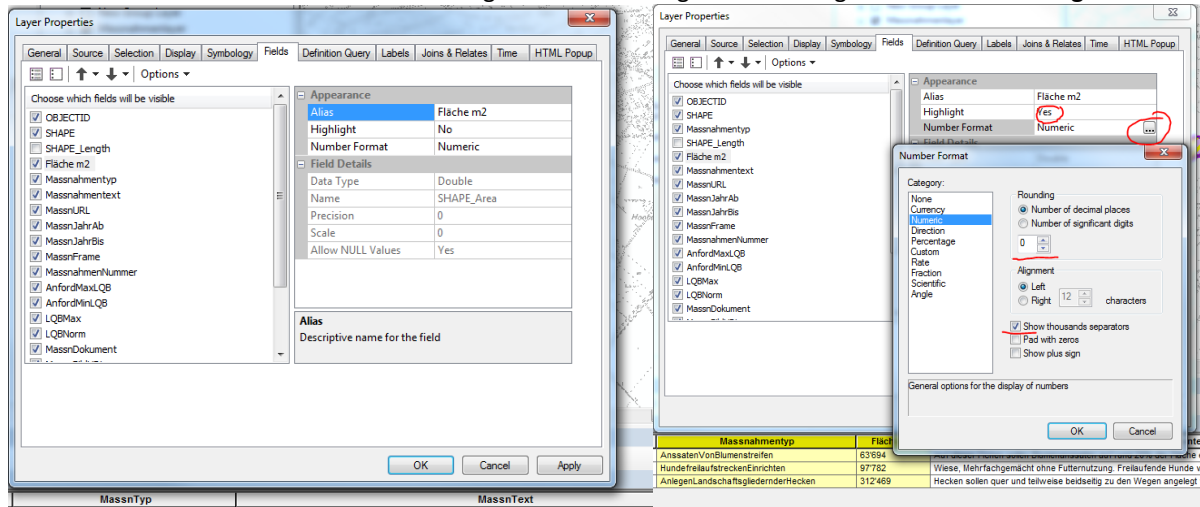 Layer Properties
General Source Selection Display Symbology Fields Definition Query Labels Joins & Relates Time HTML Popup
Options
Choose which fields will be visible
OBJECTID
SHAPE
SHAPE_Length
Fläche m2
Massnahmentyp
Massnahmentext
MassnURL
MassnJahrAb
MassnJahrBis
MassnFrame
MassnahmenNummer
AnfordMaxLQB
AnfordMinLQB
LQBMax
LQBNorm
MassnDokument
Appearance
Alias Fläche m2
Highlight No
Number Format Numeric
Field Details
Data Type Double
Name SHAPE_Area
Precision 0
Scale 0
Allow NULL Values Yes
Alias
Descriptive name for the field
OK Cancel Apply
MassnTyp MassnText
Layer Properties
General Source Selection Display Symbology Fields Definition Query Labels Joins & Relates Time HTML Popup
Options
Choose which fields will be visible
OBJECTID
SHAPE
Massnahmentyp
SHAPE_Length
Fläche m2
Massnahmentext
MassnURL
MassnJahrAb
MassnJahrBis
MassnFrame
MassnahmenNummer
AnfordMaxLQB
AnfordMinLQB
LQBMax
LQBNorm
MassnDokument
Appearance
Alias Fläche m2
Highlight Yes
Number Format Numeric ...
Number Format
Category:
None
Currency
Numeric
Direction
Percentage
Custom
Rate
Fraction
Scientific
Angle
Rounding
Number of decimal places
Number of significant digits
0
Alignment
Left
Right 12 characters
Show thousands separators
Pad with zeros
Show plus sign
General options for the display of numbers
OK Cancel
Massnahmentyp Fläch
AnssatenVonBlumenstreifen 63'694
HundefreilaufstreckenEinrichten 97'782 Wiese, Mehrfachgemächt ohne Futternutzung. Freilaufende Hunde
AnlegenLandschaftsgliedernderHecken 312'469 Hecken sollen quer und teilweise beidseitig zu den Wegen angelegt